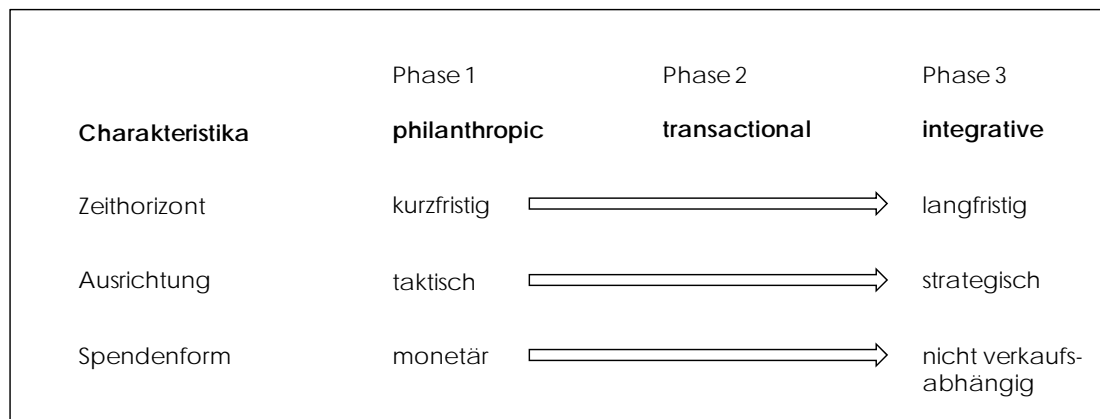 Phase 1 Phase 2 Phase 3
Charakteristika philanthropic transactional integrative
Zeithorizont kurzfristig langfristig
Ausrichtung taktisch strategisch
Spendenform monetär nicht verkaufs-
abhängig